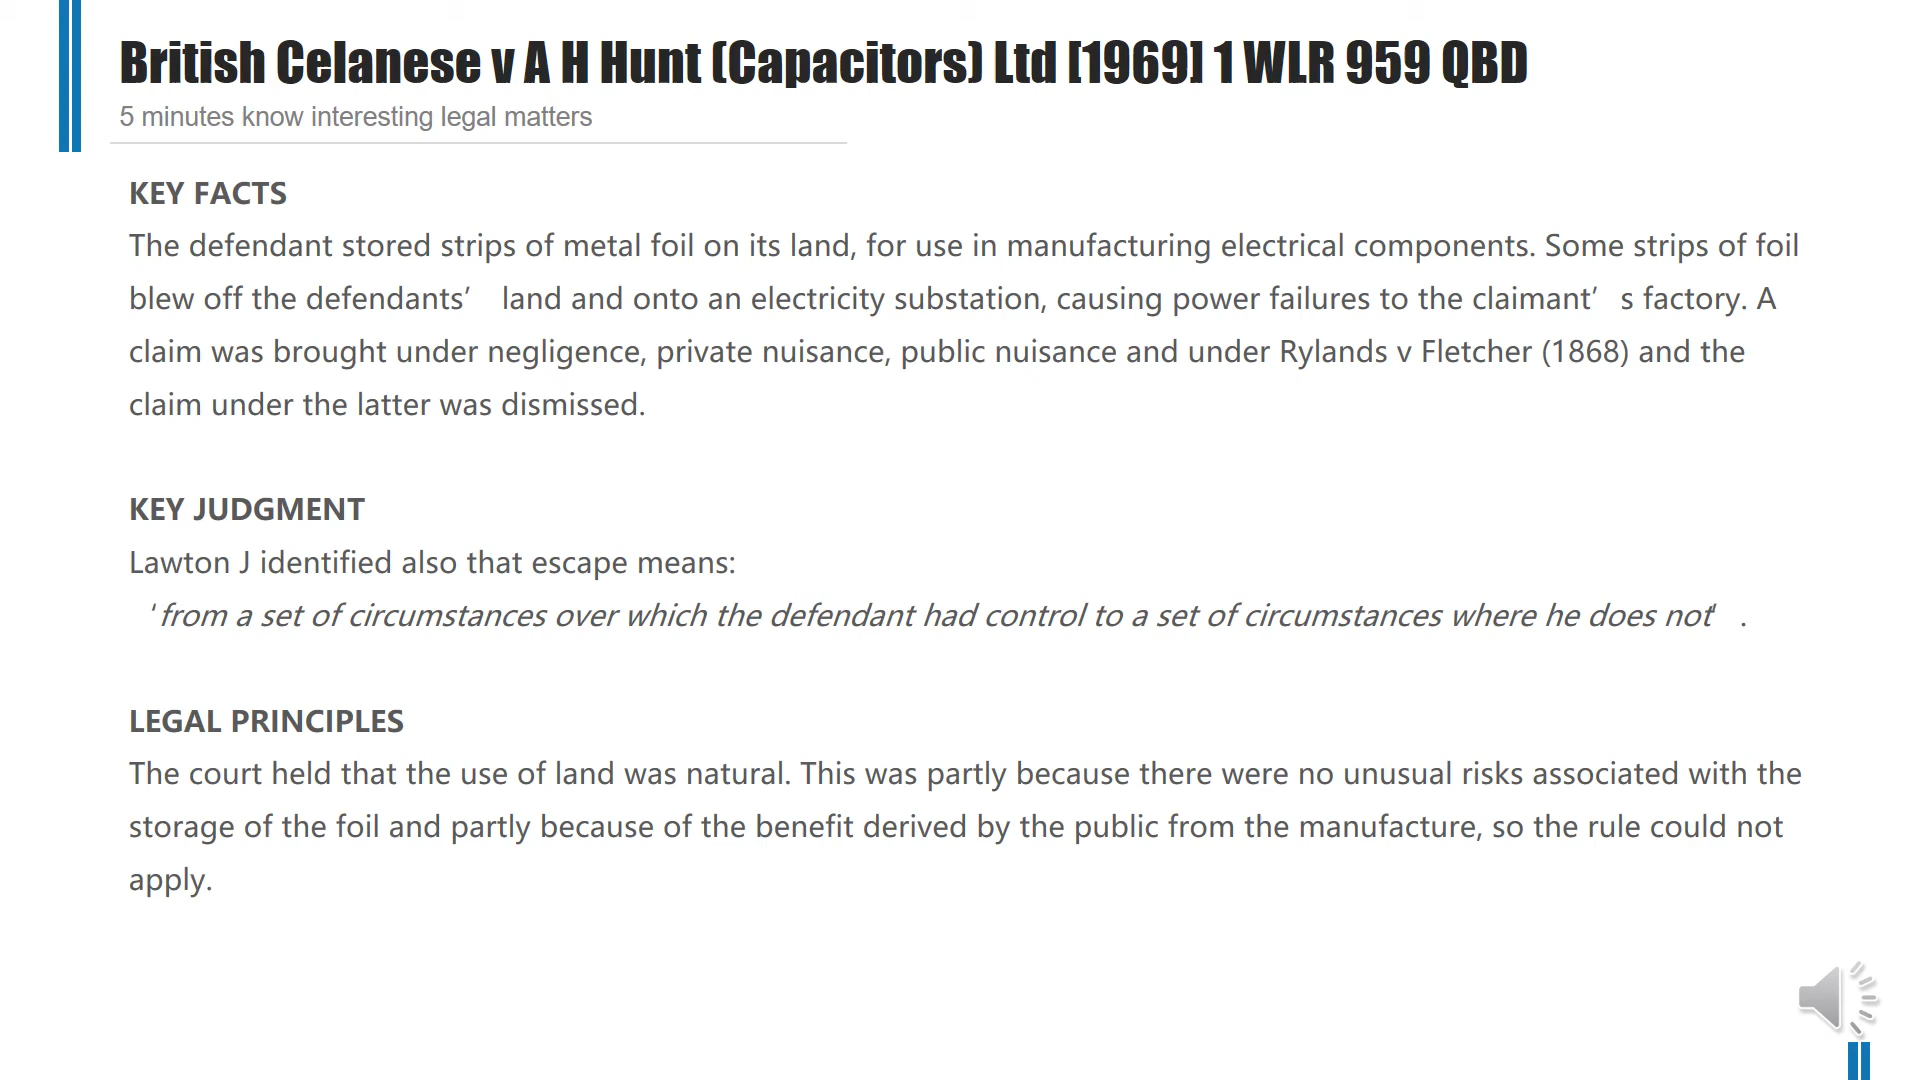 British Celanese v A H Hunt (Capacitors) Ltd [1969] 1 WLR 959 QBD
5 minutes know interesting legal matters
KEY FACTS
The defendant stored strips of metal foil on its land, for use in manufacturing electrical components. Some strips of foil
blew off the defendants’ land and onto an electricity substation, causing power failures to the claimant’ s factory. A
claim was brought under negligence, private nuisance, public nuisance and under Rylands v Fletcher (1868) and the
claim under the latter was dismissed.
KEY JUDGMENT
Lawton J identified also that escape means:
‘from a set of circumstances over which the defendant had control to a set of circumstances where he does not’ .
LEGAL PRINCIPLES
The court held that the use of land was natural. This was partly because there were no unusual risks associated with the
storage of the foil and partly because of the benefit derived by the public from the manufacture, so the rule could not
apply.